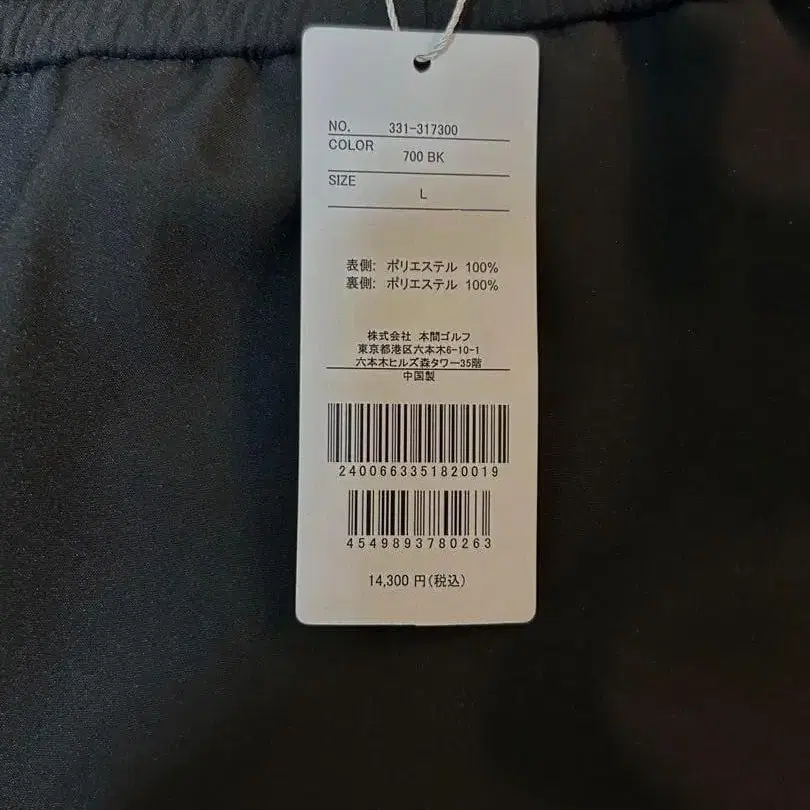 NO. 331-317300
COLOR 700 BK
SIZE L
表側: ポリエステル 100%
裏側: ポリエステル 100%
株式会社 本間ゴルフ
東京都港区六本木6-10-1
六本木ヒルズ森タワー35階
中国製
2400663351820019
4549893780263
14,300 円(税込)